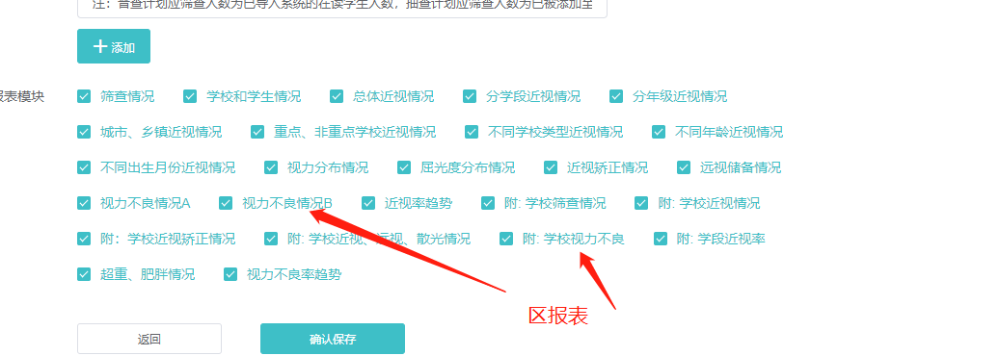 注：普查计划应筛查人数为已导入系统的在读学生人数，抽查计划应筛查人数为已被添加至
添加
报表模块
筛查情况 学校和学生情况 总体近视情况 分学段近视情况 分年级近视情况
城市、乡镇近视情况 重点、非重点学校近视情况 不同学校类型近视情况 不同年龄近视情况
不同出生月份近视情况 视力分布情况 屈光度分布情况 近视矫正情况 远视储备情况
视力不良情况A 视力不良情况B 近视率趋势 附: 学校筛查情况 附: 学校近视情况
附：学校近视矫正情况 附: 学校近视、远视、散光情况 附: 学校视力不良 附: 学段近视率
超重、肥胖情况 视力不良率趋势
区报表
返回 确认保存